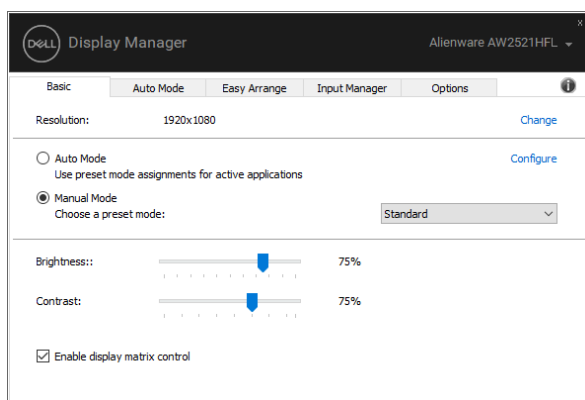 x
DELL Display Manager Alienware AW2521HFL
Basic Auto Mode Easy Arrange Input Manager Options i
Resolution: 1920x1080 Change
Auto Mode Configure
Use preset mode assignments for active applications
Manual Mode
Choose a preset mode: Standard
Brightness:: 75%
Contrast: 75%
Enable display matrix control